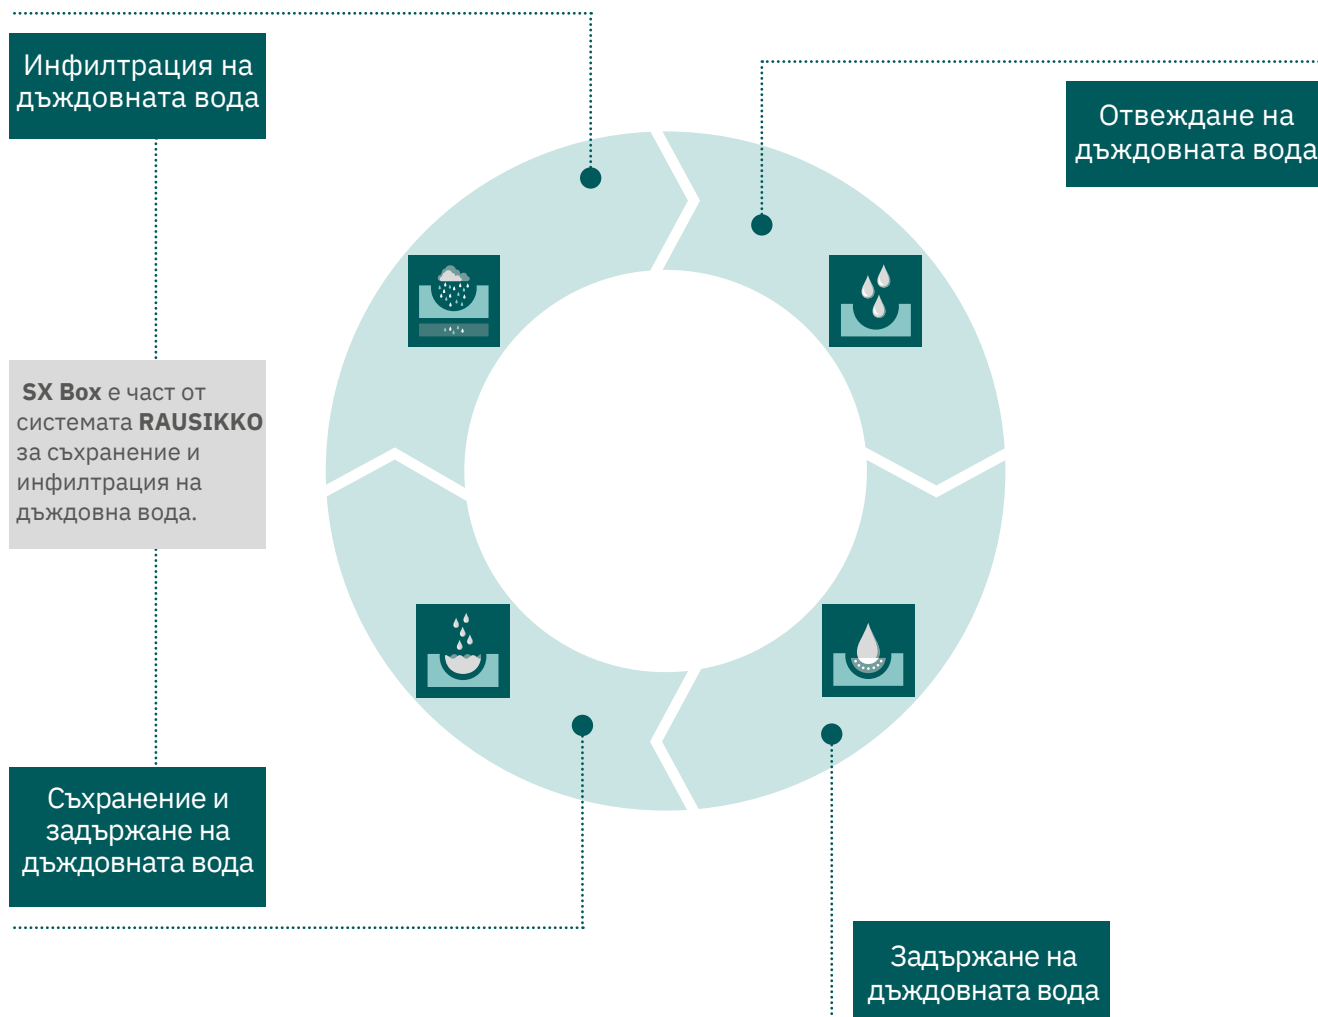 Инфилтрация на
дъждовната вода
Отвеждане на
дъждовната вода
SX Box е част от
системата RAUSIKKO
за съхранение и
инфилтрация на
дъждовна вода.
Съхранение и
задържане на
дъждовната вода
Задържане на
дъждовната вода